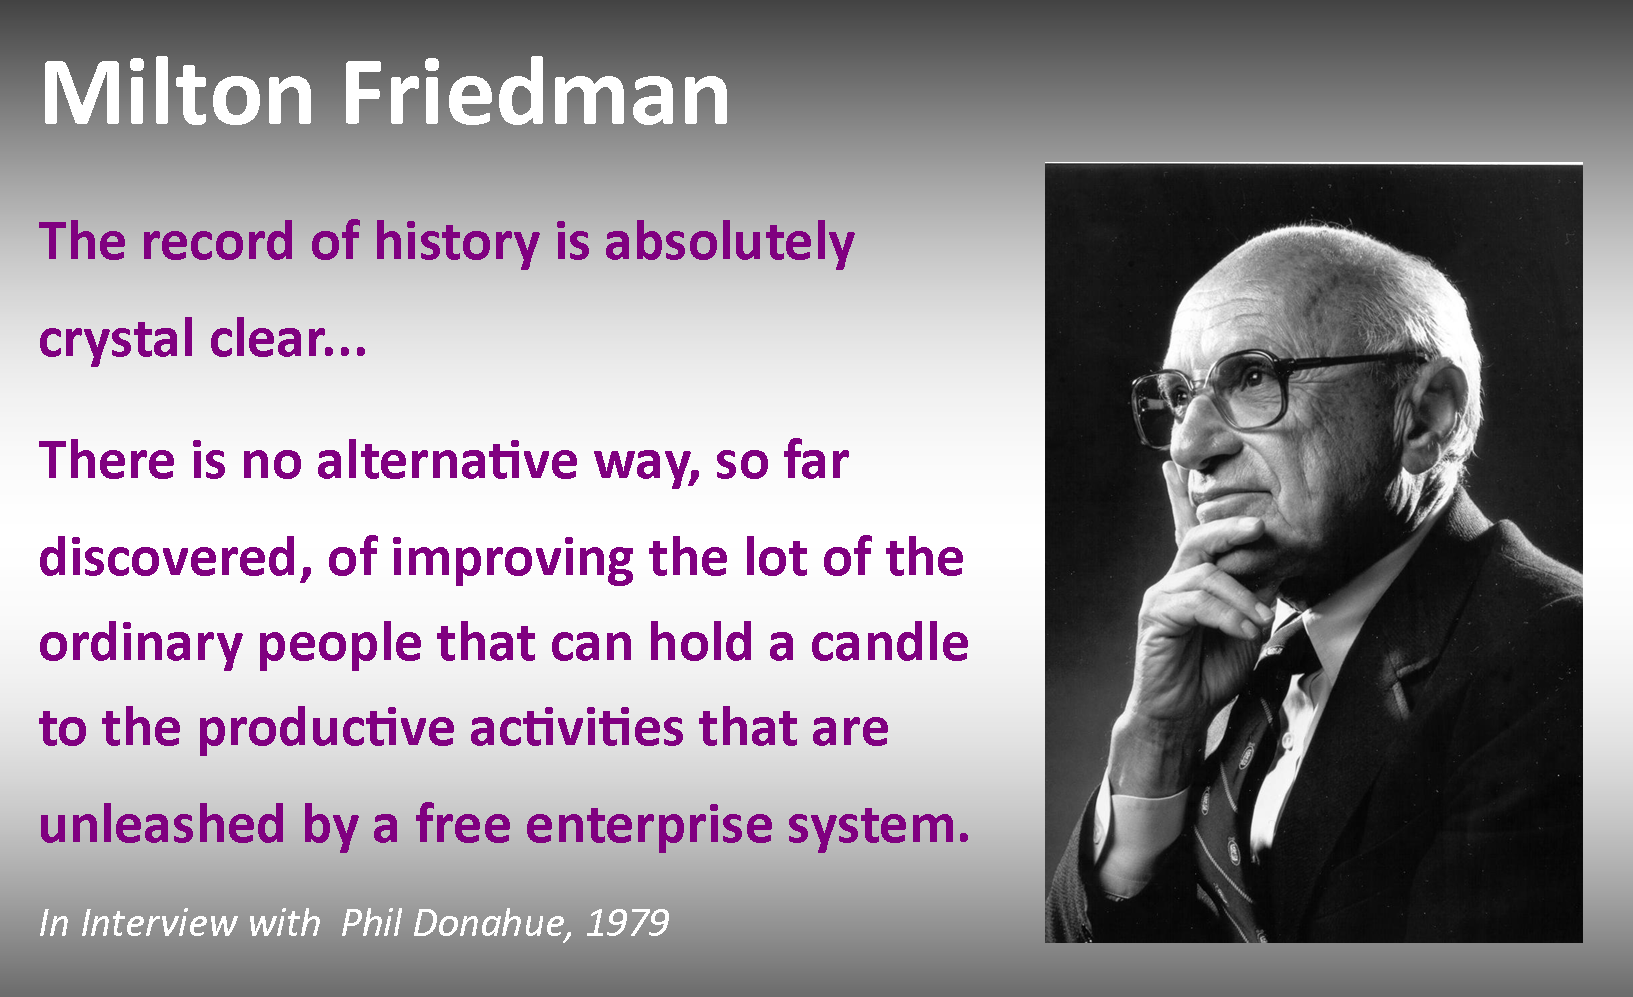 Milton Friedman
The record of history is absolutely
crystal clear...
There is no alternative way, so far
discovered, of improving the lot of the
ordinary people that can hold a candle
to the productive activities that are
unleashed by a free enterprise system.
In Interview with  Phil Donahue, 1979